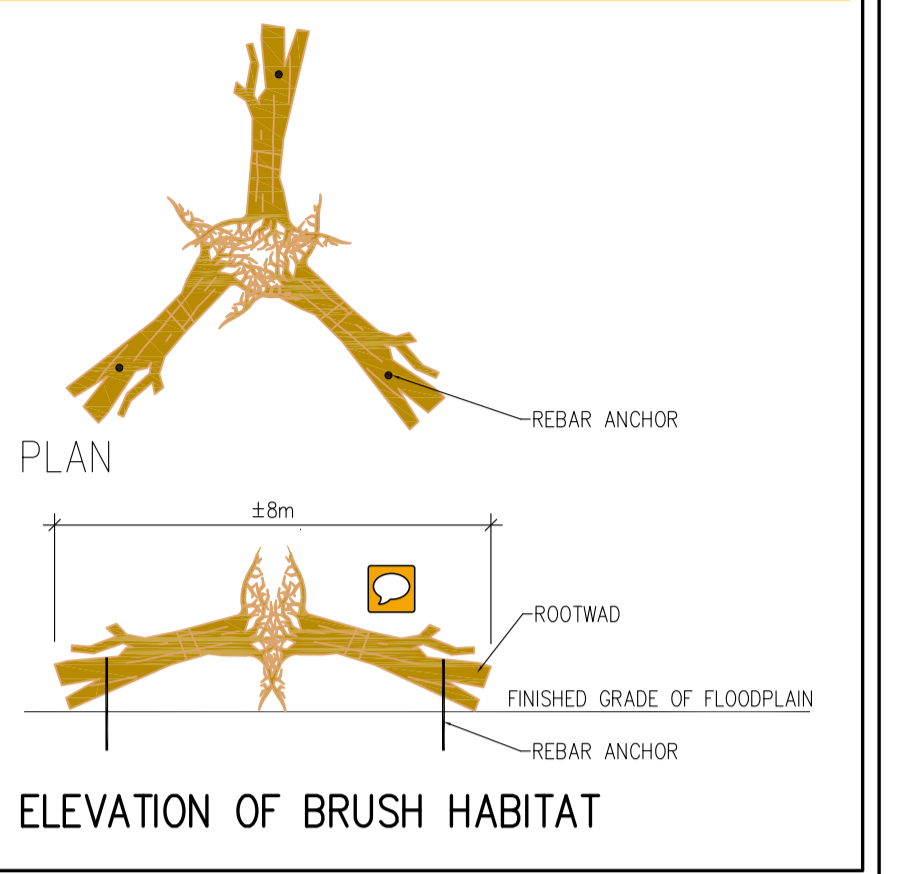 REBAR ANCHOR
PLAN
±8m
ROOTWAD
FINISHED GRADE OF FLOODPLAIN
REBAR ANCHOR
ELEVATION OF BRUSH HABITAT